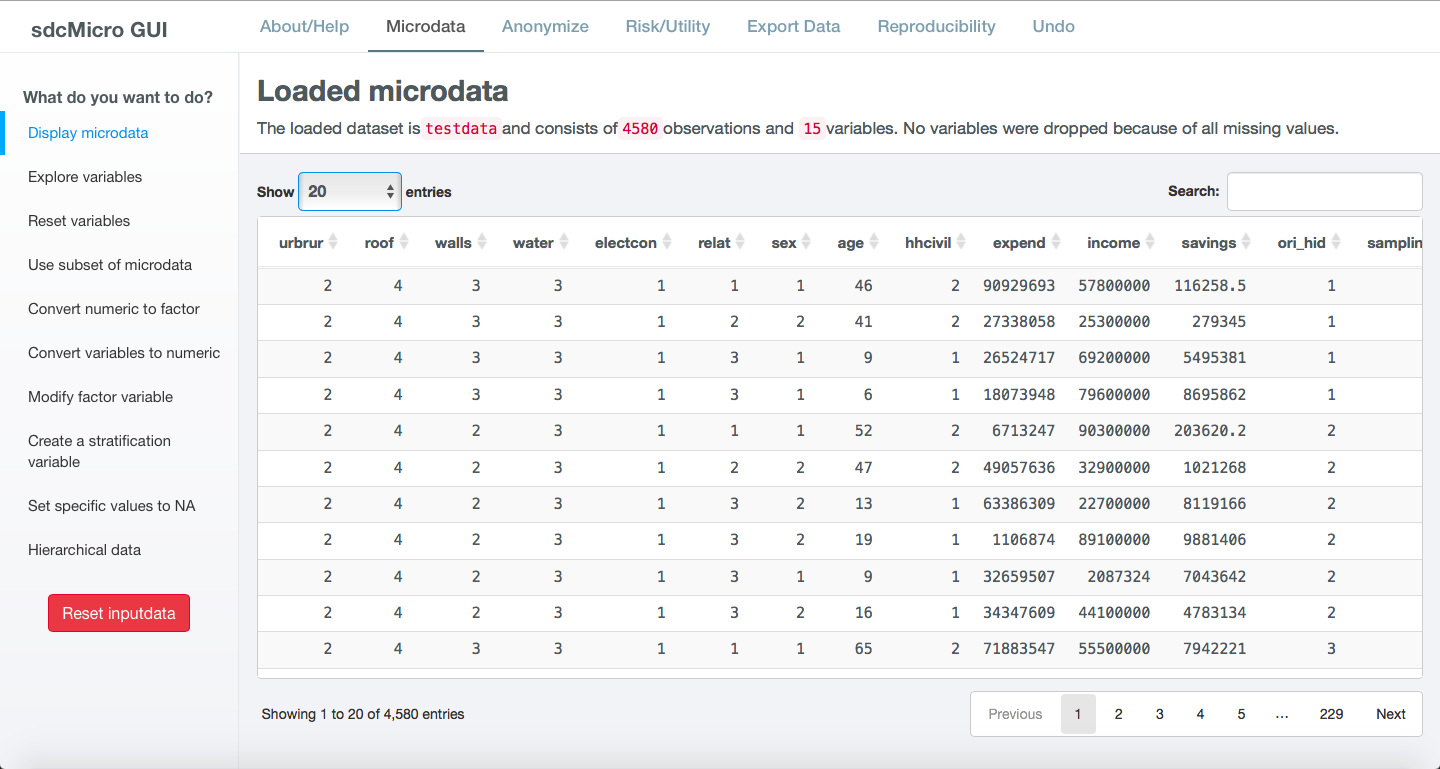 sdcMicro GUI
About/Help Microdata Anonymize Risk/Utility Export Data Reproducibility Undo
What do you want to do?
Display microdata
Explore variables
Reset variables
Use subset of microdata
Convert numeric to factor
Convert variables to numeric
Modify factor variable
Create a stratification
variable
Set specific values to NA
Hierarchical data
Reset inputdata
Loaded microdata
The loaded dataset is testdata and consists of 4580 observations and 15 variables. No variables were dropped because of all missing values.
Show 20 entries Search:
urbrur roof walls water electcon relat sex age hhcivil expend income savings ori_hid samplin
2 4 3 3 1 1 1 46 2 90929693 57800000 116258.5 1
2 4 3 3 1 2 2 41 2 27338058 25300000 279345 1
2 4 3 3 1 3 1 9 1 26524717 69200000 5495381 1
2 4 3 3 1 3 1 6 1 18073948 79600000 8695862 1
2 4 2 3 1 1 1 52 2 6713247 90300000 203620.2 2
2 4 2 3 1 2 2 47 2 49057636 32900000 1021268 2
2 4 2 3 1 3 2 13 1 63386309 22700000 8119166 2
2 4 2 3 1 3 2 19 1 1106874 89100000 9881406 2
2 4 2 3 1 3 1 9 1 32659507 2087324 7043642 2
2 4 2 3 1 3 2 16 1 34347609 44100000 4783134 2
2 4 3 3 1 1 1 65 2 71883547 55500000 7942221 3
Showing 1 to 20 of 4,580 entries
Previous 1 2 3 4 5 … 229 Next